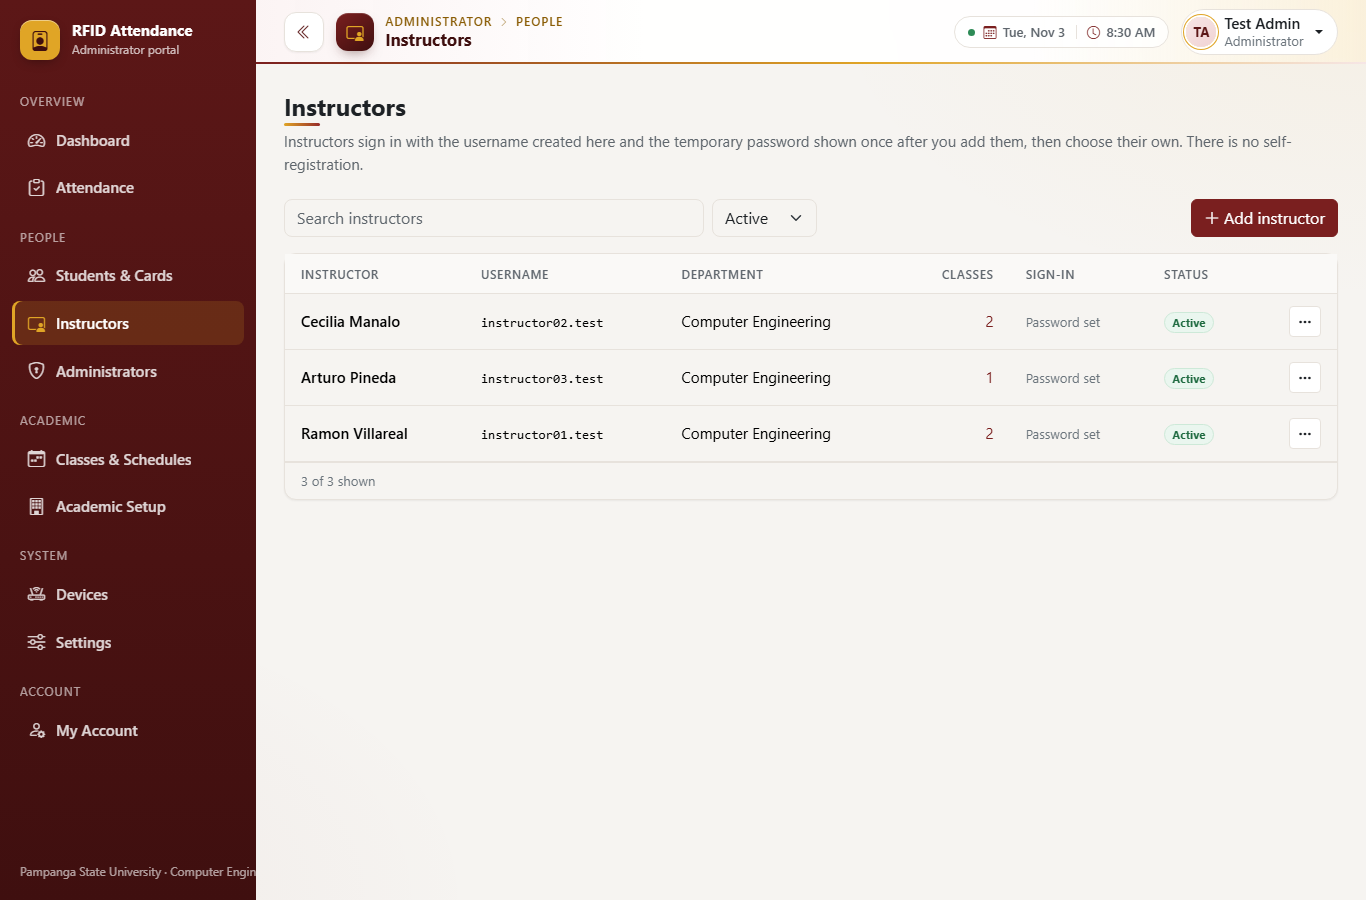 RFID Attendance
Administrator portal
OVERVIEW
Dashboard
Attendance
PEOPLE
Students & Cards
Instructors
Administrators
ACADEMIC
Classes & Schedules
Academic Setup
SYSTEM
Devices
Settings
ACCOUNT
My Account
Pampanga State University · Computer Engin
ADMINISTRATOR > PEOPLE
Instructors
Tue, Nov 3 8:30 AM
TA
Test Admin
Administrator
Instructors
Instructors sign in with the username created here and the temporary password shown once after you add them, then choose their own. There is no self-
registration.
Search instructors
Active
+ Add instructor
INSTRUCTOR USERNAME DEPARTMENT CLASSES SIGN-IN STATUS
Cecilia Manalo instructor02.test Computer Engineering 2 Password set Active ...
Arturo Pineda instructor03.test Computer Engineering 1 Password set Active ...
Ramon Villareal instructor01.test Computer Engineering 2 Password set Active ...
3 of 3 shown